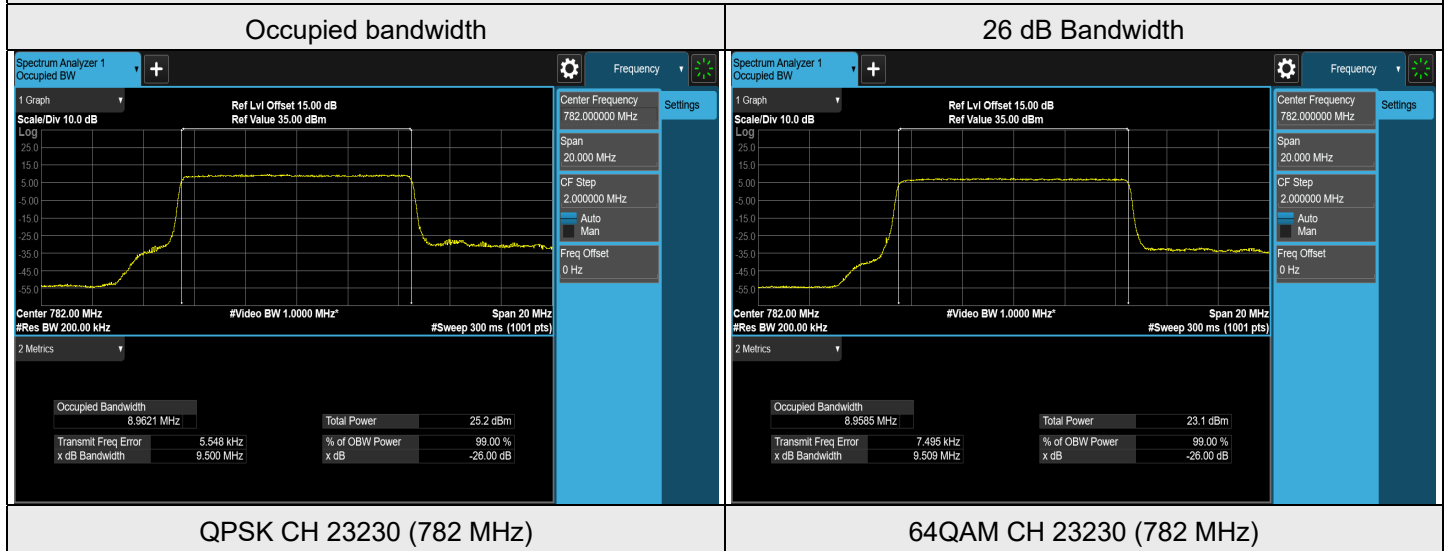 Occupied bandwidth
26 dB Bandwidth
Spectrum Analyzer 1
Occupied BW
Frequency
1 Graph
Scale/Div 10.0 dB
Ref Lvl Offset 15.00 dB
Ref Value 35.00 dBm
Log
25.0
15.0
5.00
-5.00
-15.0
-25.0
-35.0
-45.0
-55.0
Center 782.00 MHz
#Video BW 1.0000 MHz*
Span 20 MHz
#Res BW 200.00 kHz
#Sweep 300 ms (1001 pts)
Center Frequency
782.000000 MHz
Settings
Span
20.000 MHz
CF Step
2.000000 MHz
Auto
Man
Freq Offset
0 Hz
2 Metrics
Occupied Bandwidth
8.9621 MHz
Total Power 25.2 dBm
Transmit Freq Error 5.548 kHz
% of OBW Power 99.00 %
x dB Bandwidth 9.500 MHz
x dB -26.00 dB
Spectrum Analyzer 1
Occupied BW
Frequency
1 Graph
Scale/Div 10.0 dB
Ref Lvl Offset 15.00 dB
Ref Value 35.00 dBm
Log
25.0
15.0
5.00
-5.00
-15.0
-25.0
-35.0
-45.0
-55.0
Center 782.00 MHz
#Video BW 1.0000 MHz*
Span 20 MHz
#Res BW 200.00 kHz
#Sweep 300 ms (1001 pts)
Center Frequency
782.000000 MHz
Settings
Span
20.000 MHz
CF Step
2.000000 MHz
Auto
Man
Freq Offset
0 Hz
2 Metrics
Occupied Bandwidth
8.9585 MHz
Total Power 23.1 dBm
Transmit Freq Error 7.495 kHz
% of OBW Power 99.00 %
x dB Bandwidth 9.509 MHz
x dB -26.00 dB
QPSK CH 23230 (782 MHz)
64QAM CH 23230 (782 MHz)